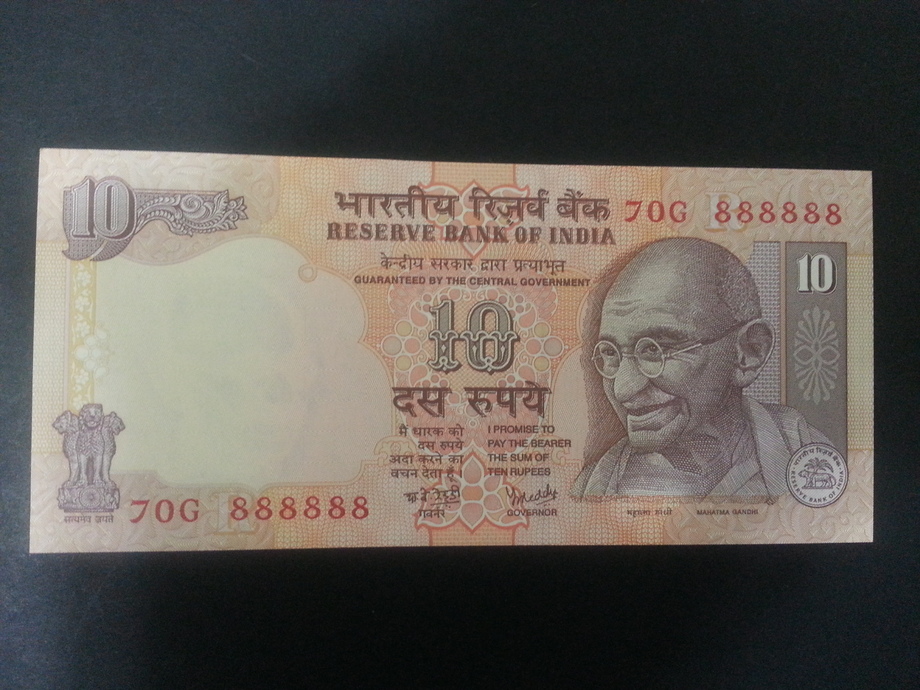 10
भारतीय रिज़र्व बैंक 70G 888888
RESERVE BANK OF INDIA
केन्द्रीय सरकार द्वारा प्रत्याभूत
GUARANTEED BY THE CENTRAL GOVERNMENT
10
10
दस रुपये
मैं धारक को
दस रुपये
अदा करने का
वचन देता हूँ।
I PROMISE TO
PAY THE BEARER
THE SUM OF
TEN RUPEES
गवर्नर
GOVERNOR
सत्यमेव जयते
70G 888888
महात्मा गांधी
MAHATMA GANDHI
भारतीय रिज़र्व बैंक
RESERVE BANK OF INDIA